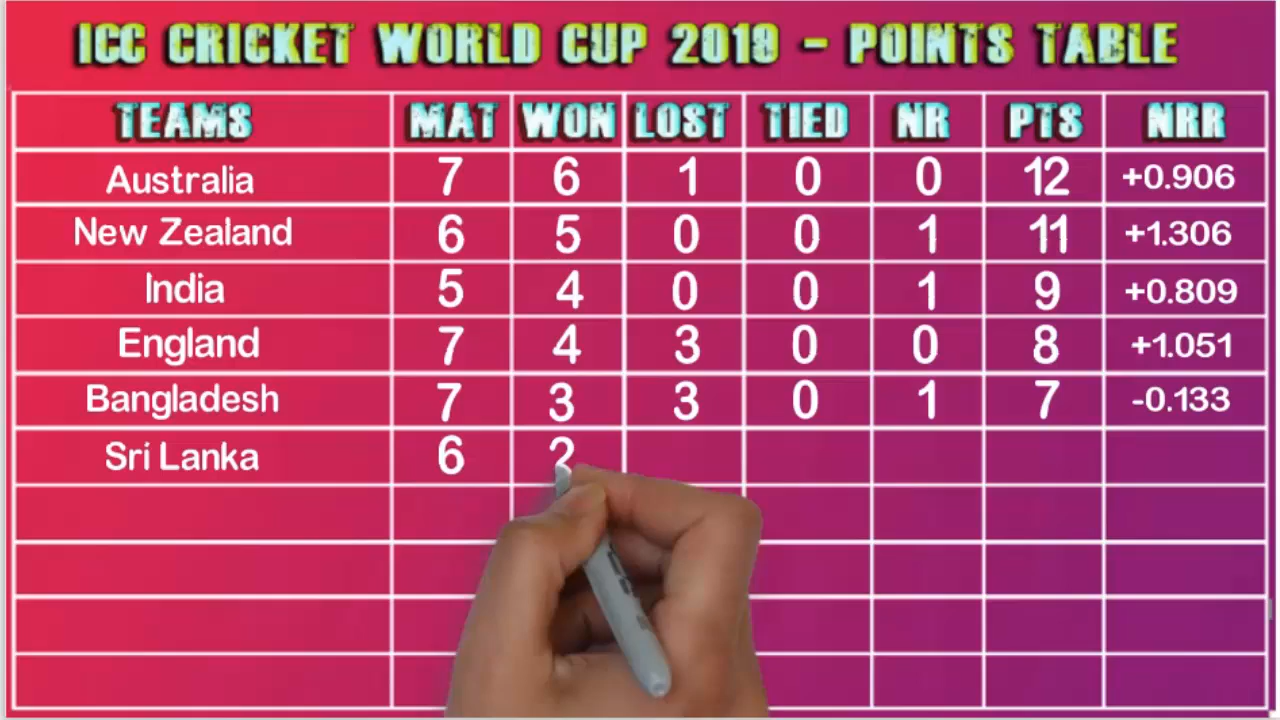 ICC CRICKET WORLD CUP 2019 - POINTS TABLE
TEAMS MAT WON LOST TIED NR PTS NRR
Australia 7 6 1 0 0 12 +0.906
New Zealand 6 5 0 0 1 11 +1.306
India 5 4 0 0 1 9 +0.809
England 7 4 3 0 0 8 +1.051
Bangladesh 7 3 3 0 1 7 -0.133
Sri Lanka 6 2